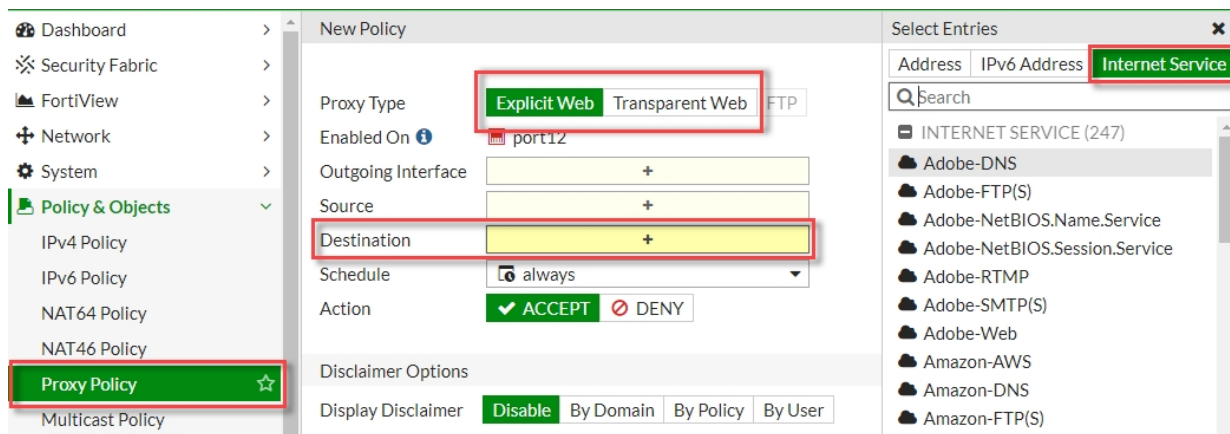 Dashboard
Security Fabric
FortiView
Network
System
Policy & Objects
IPv4 Policy
IPv6 Policy
NAT64 Policy
NAT46 Policy
Proxy Policy
Multicast Policy
New Policy
Proxy Type Explicit Web Transparent Web FTP
Enabled On port12
Outgoing Interface +
Source +
Destination +
Schedule always
Action ACCEPT DENY
Disclaimer Options
Display Disclaimer Disable By Domain By Policy By User
Select Entries
Address IPv6 Address Internet Service
Search
INTERNET SERVICE (247)
Adobe-DNS
Adobe-FTP(S)
Adobe-NetBIOS.Name.Service
Adobe-NetBIOS.Session.Service
Adobe-RTMP
Adobe-SMTP(S)
Adobe-Web
Amazon-AWS
Amazon-DNS
Amazon-FTP(S)